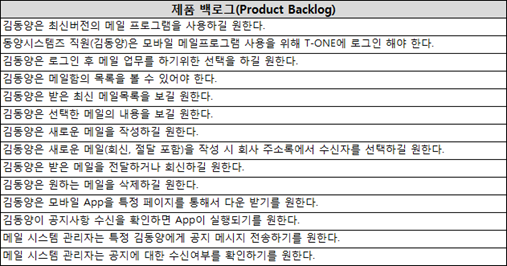 제품 백로그(Product Backlog)
김동양은 최신버전의 메일 프로그램을 사용하길 원한다.
동양시스템즈 직원(김동양)은 모바일 메일프로그램 사용을 위해 T-ONE에 로그인 해야 한다.
김동양은 로그인 후 메일 업무를 하기위한 선택을 하길 원한다.
김동양은 메일함의 목록을 볼 수 있어야 한다.
김동양은 받은 최신 메일목록을 보길 원한다.
김동양은 선택한 메일의 내용을 보길 원한다.
김동양은 새로운 메일을 작성하길 원한다.
김동양은 새로운 메일(회신, 절달 포함)을 작성 시 회사 주소록에서 수신자를 선택하길 원한다.
김동양은 받은 메일을 전달하거나 회신하길 원한다.
김동양은 원하는 메일을 삭제하길 원한다.
김동양은 모바일 App을 특정 페이지를 통해서 다운 받기를 원한다.
김동양이 공지사항 수신을 확인하면 App이 실행되기를 원한다.
메일 시스템 관리자는 특정 김동양에게 공지 메시지 전송하기를 원한다.
메일 시스템 관리자는 공지에 대한 수신여부를 확인하기를 원한다.